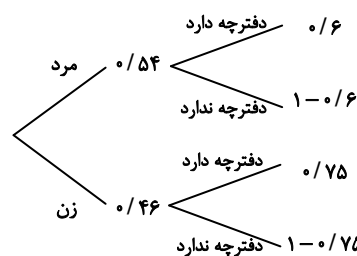 دفترچه دارد ۰/۶
مرد ۰/۵۴
دفترچه ندارد ۱−۰/۶
دفترچه دارد ۰/۷۵
زن ۰/۴۶
دفترچه ندارد ۱−۰/۷۵